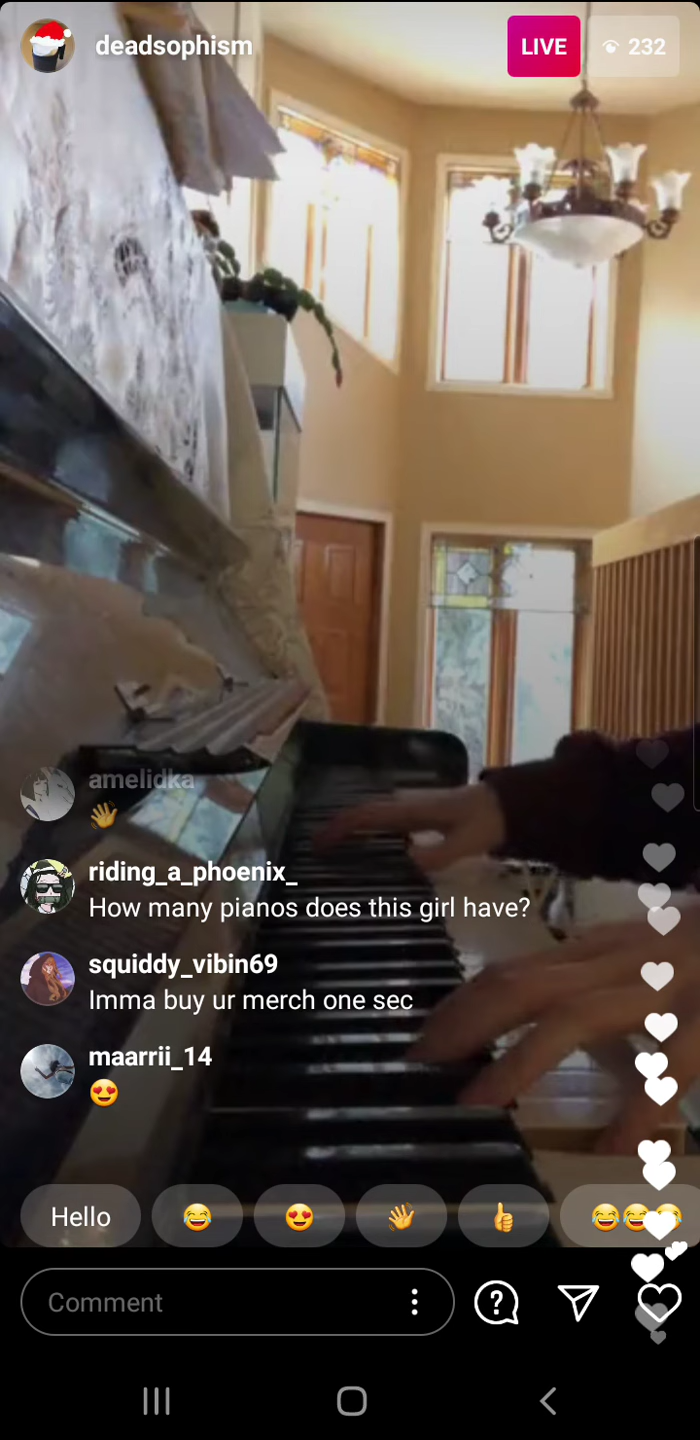 deadsophism
LIVE
232
amelidka
👋
riding_a_phoenix_
How many pianos does this girl have?
squiddy_vibin69
Imma buy ur merch one sec
maarrii_14
😍
Hello 😂 😍 👋 👍 😂😂😂
Comment